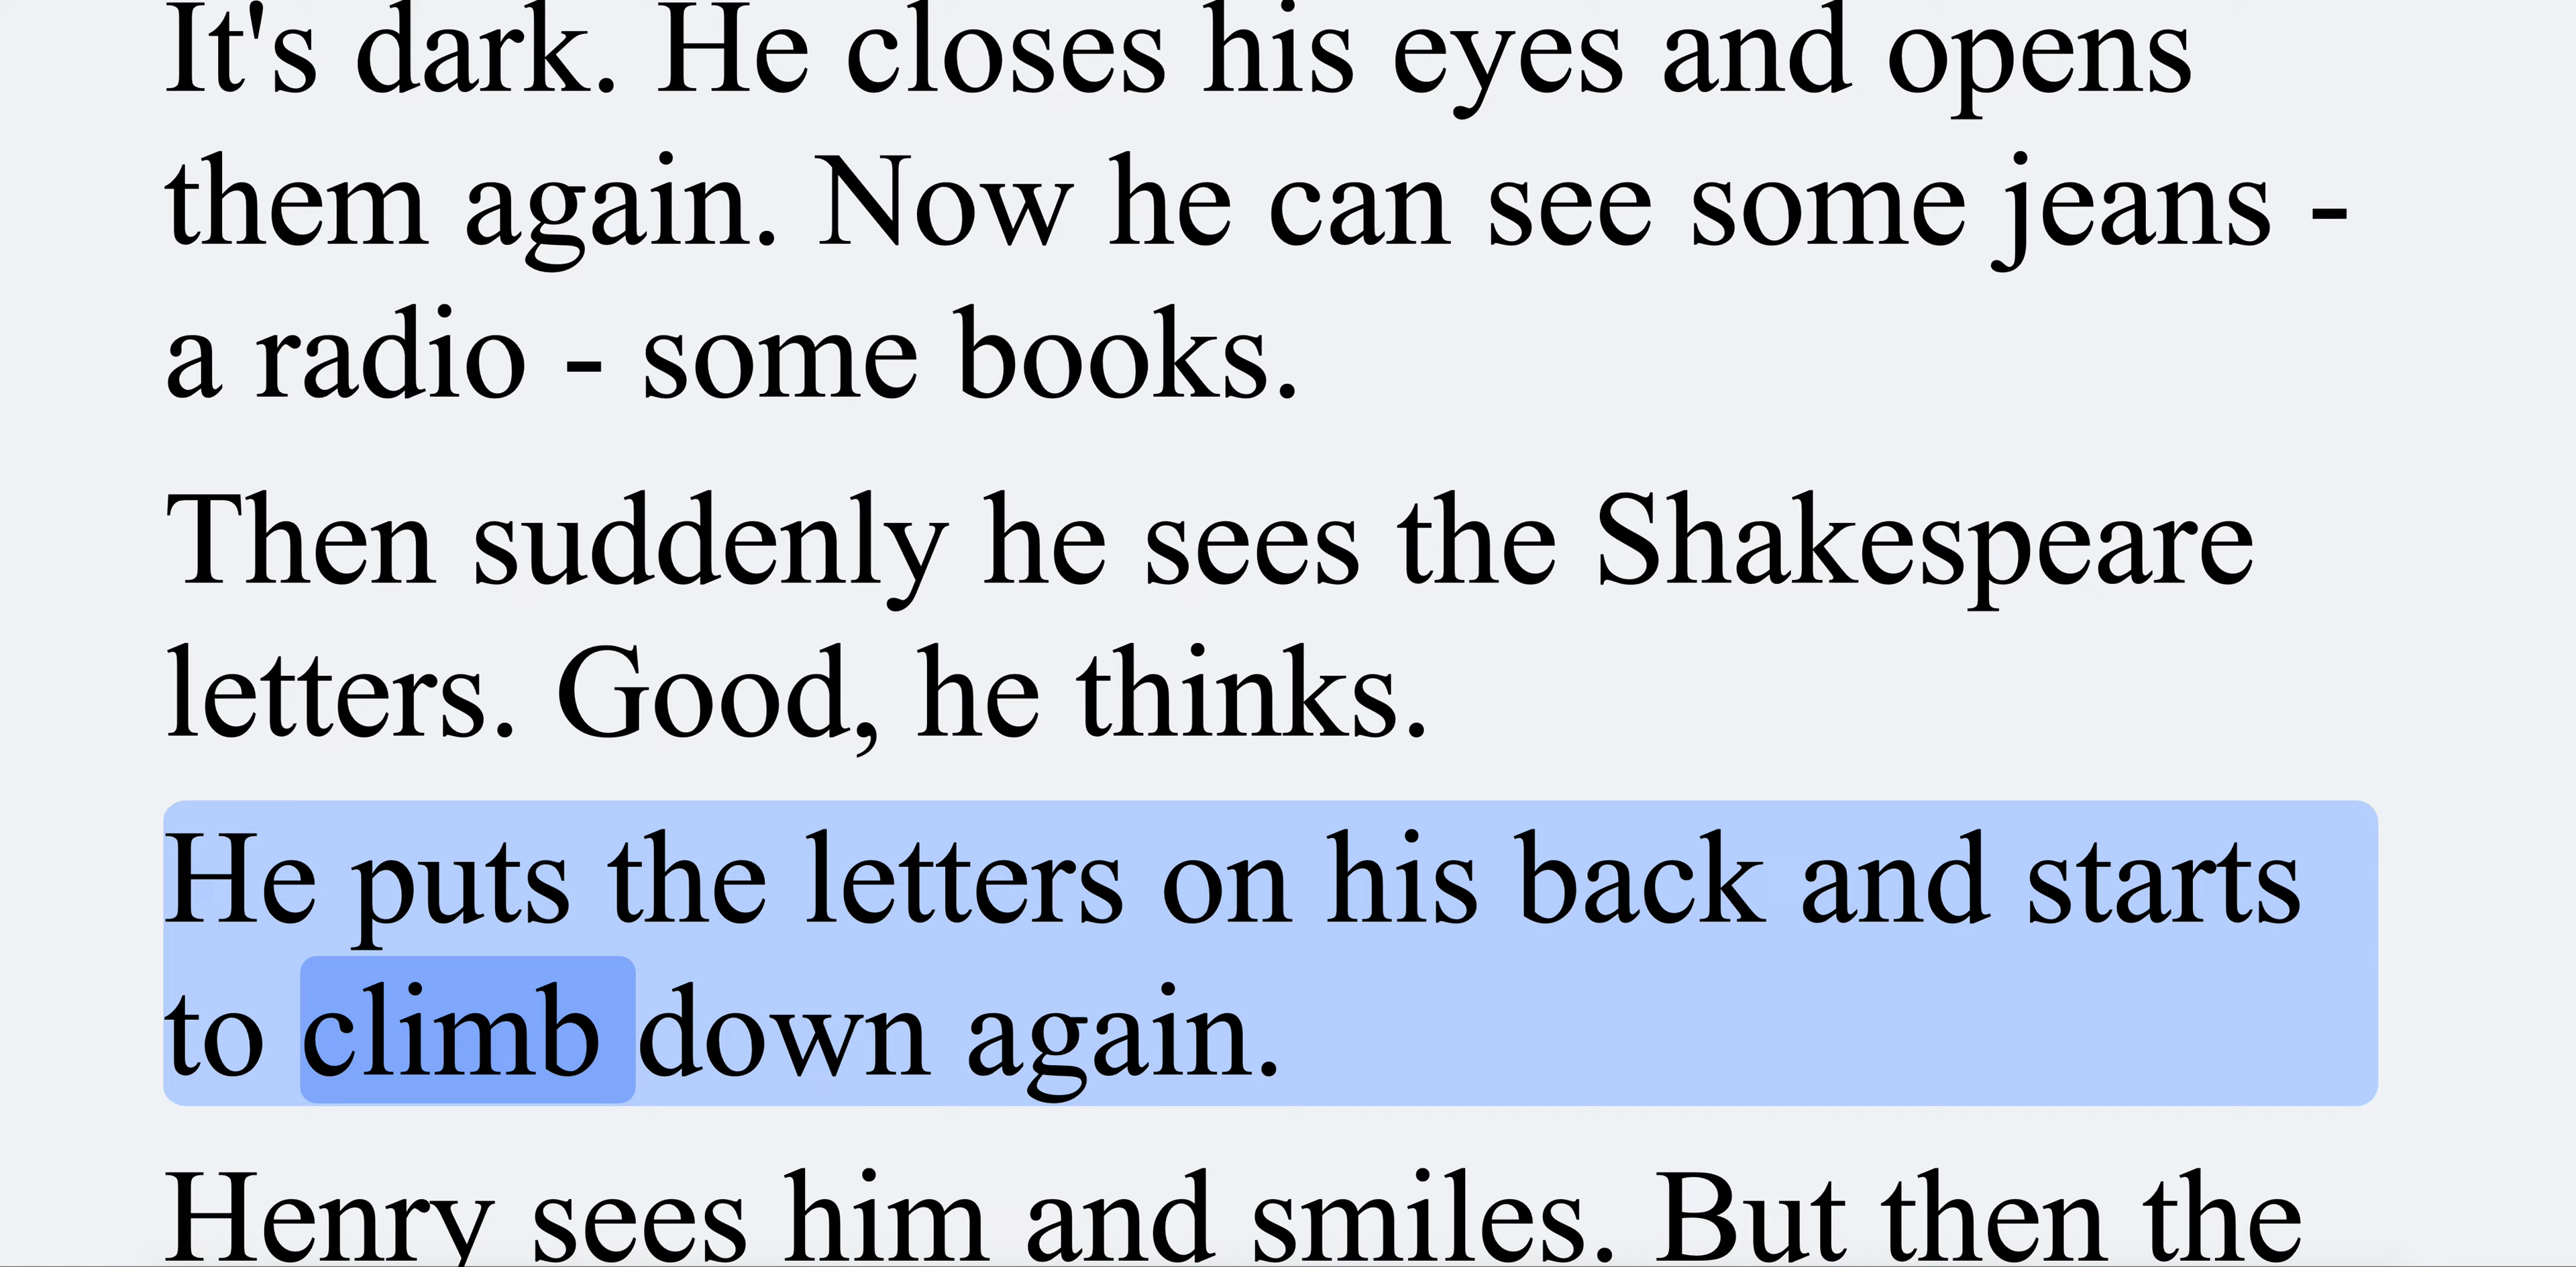 It's dark. He closes his eyes and opens
them again. Now he can see some jeans -
a radio - some books.
Then suddenly he sees the Shakespeare
letters. Good, he thinks.
He puts the letters on his back and starts
to climb down again.
Henry sees him and smiles. But then the